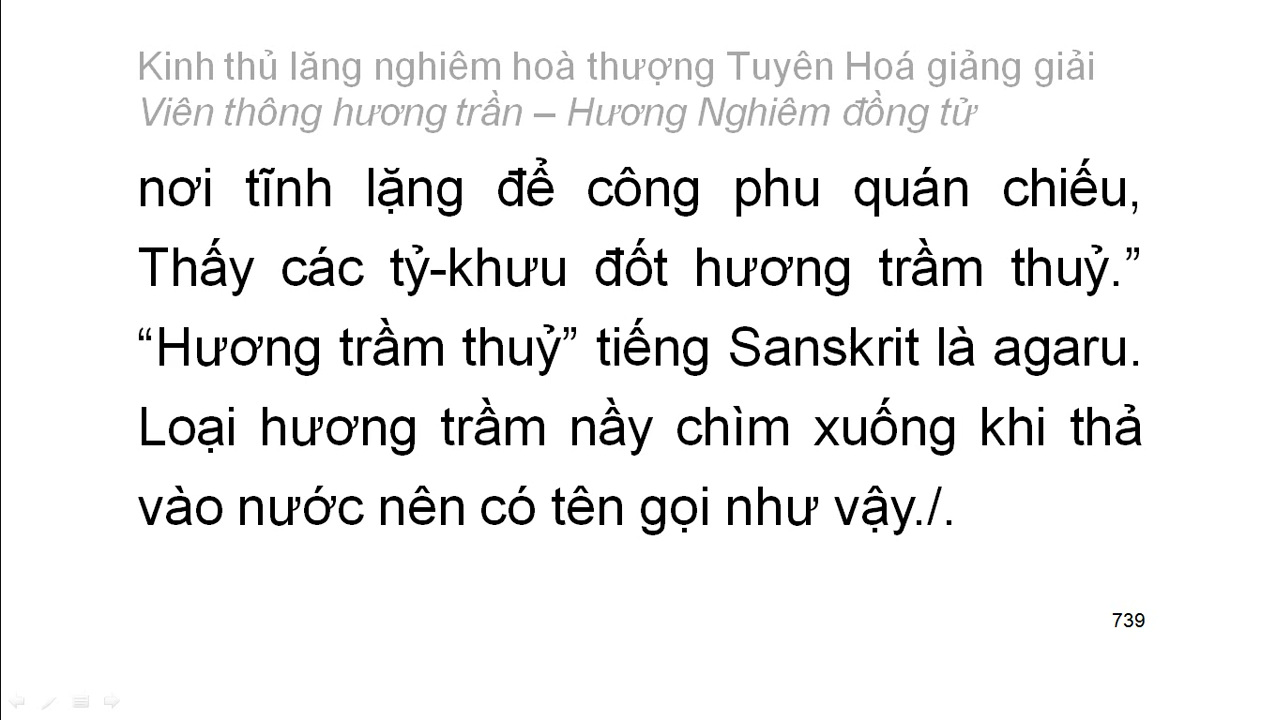 Kinh thủ lăng nghiêm hoà thượng Tuyên Hoá giảng giải
Viên thông hương trần – Hương Nghiêm đồng tử
nơi tĩnh lặng để công phu quán chiếu,
Thấy các tỷ-khưu đốt hương trầm thuỷ.”
“Hương trầm thuỷ” tiếng Sanskrit là agaru.
Loại hương trầm nầy chìm xuống khi thả
vào nước nên có tên gọi như vậy./.
739